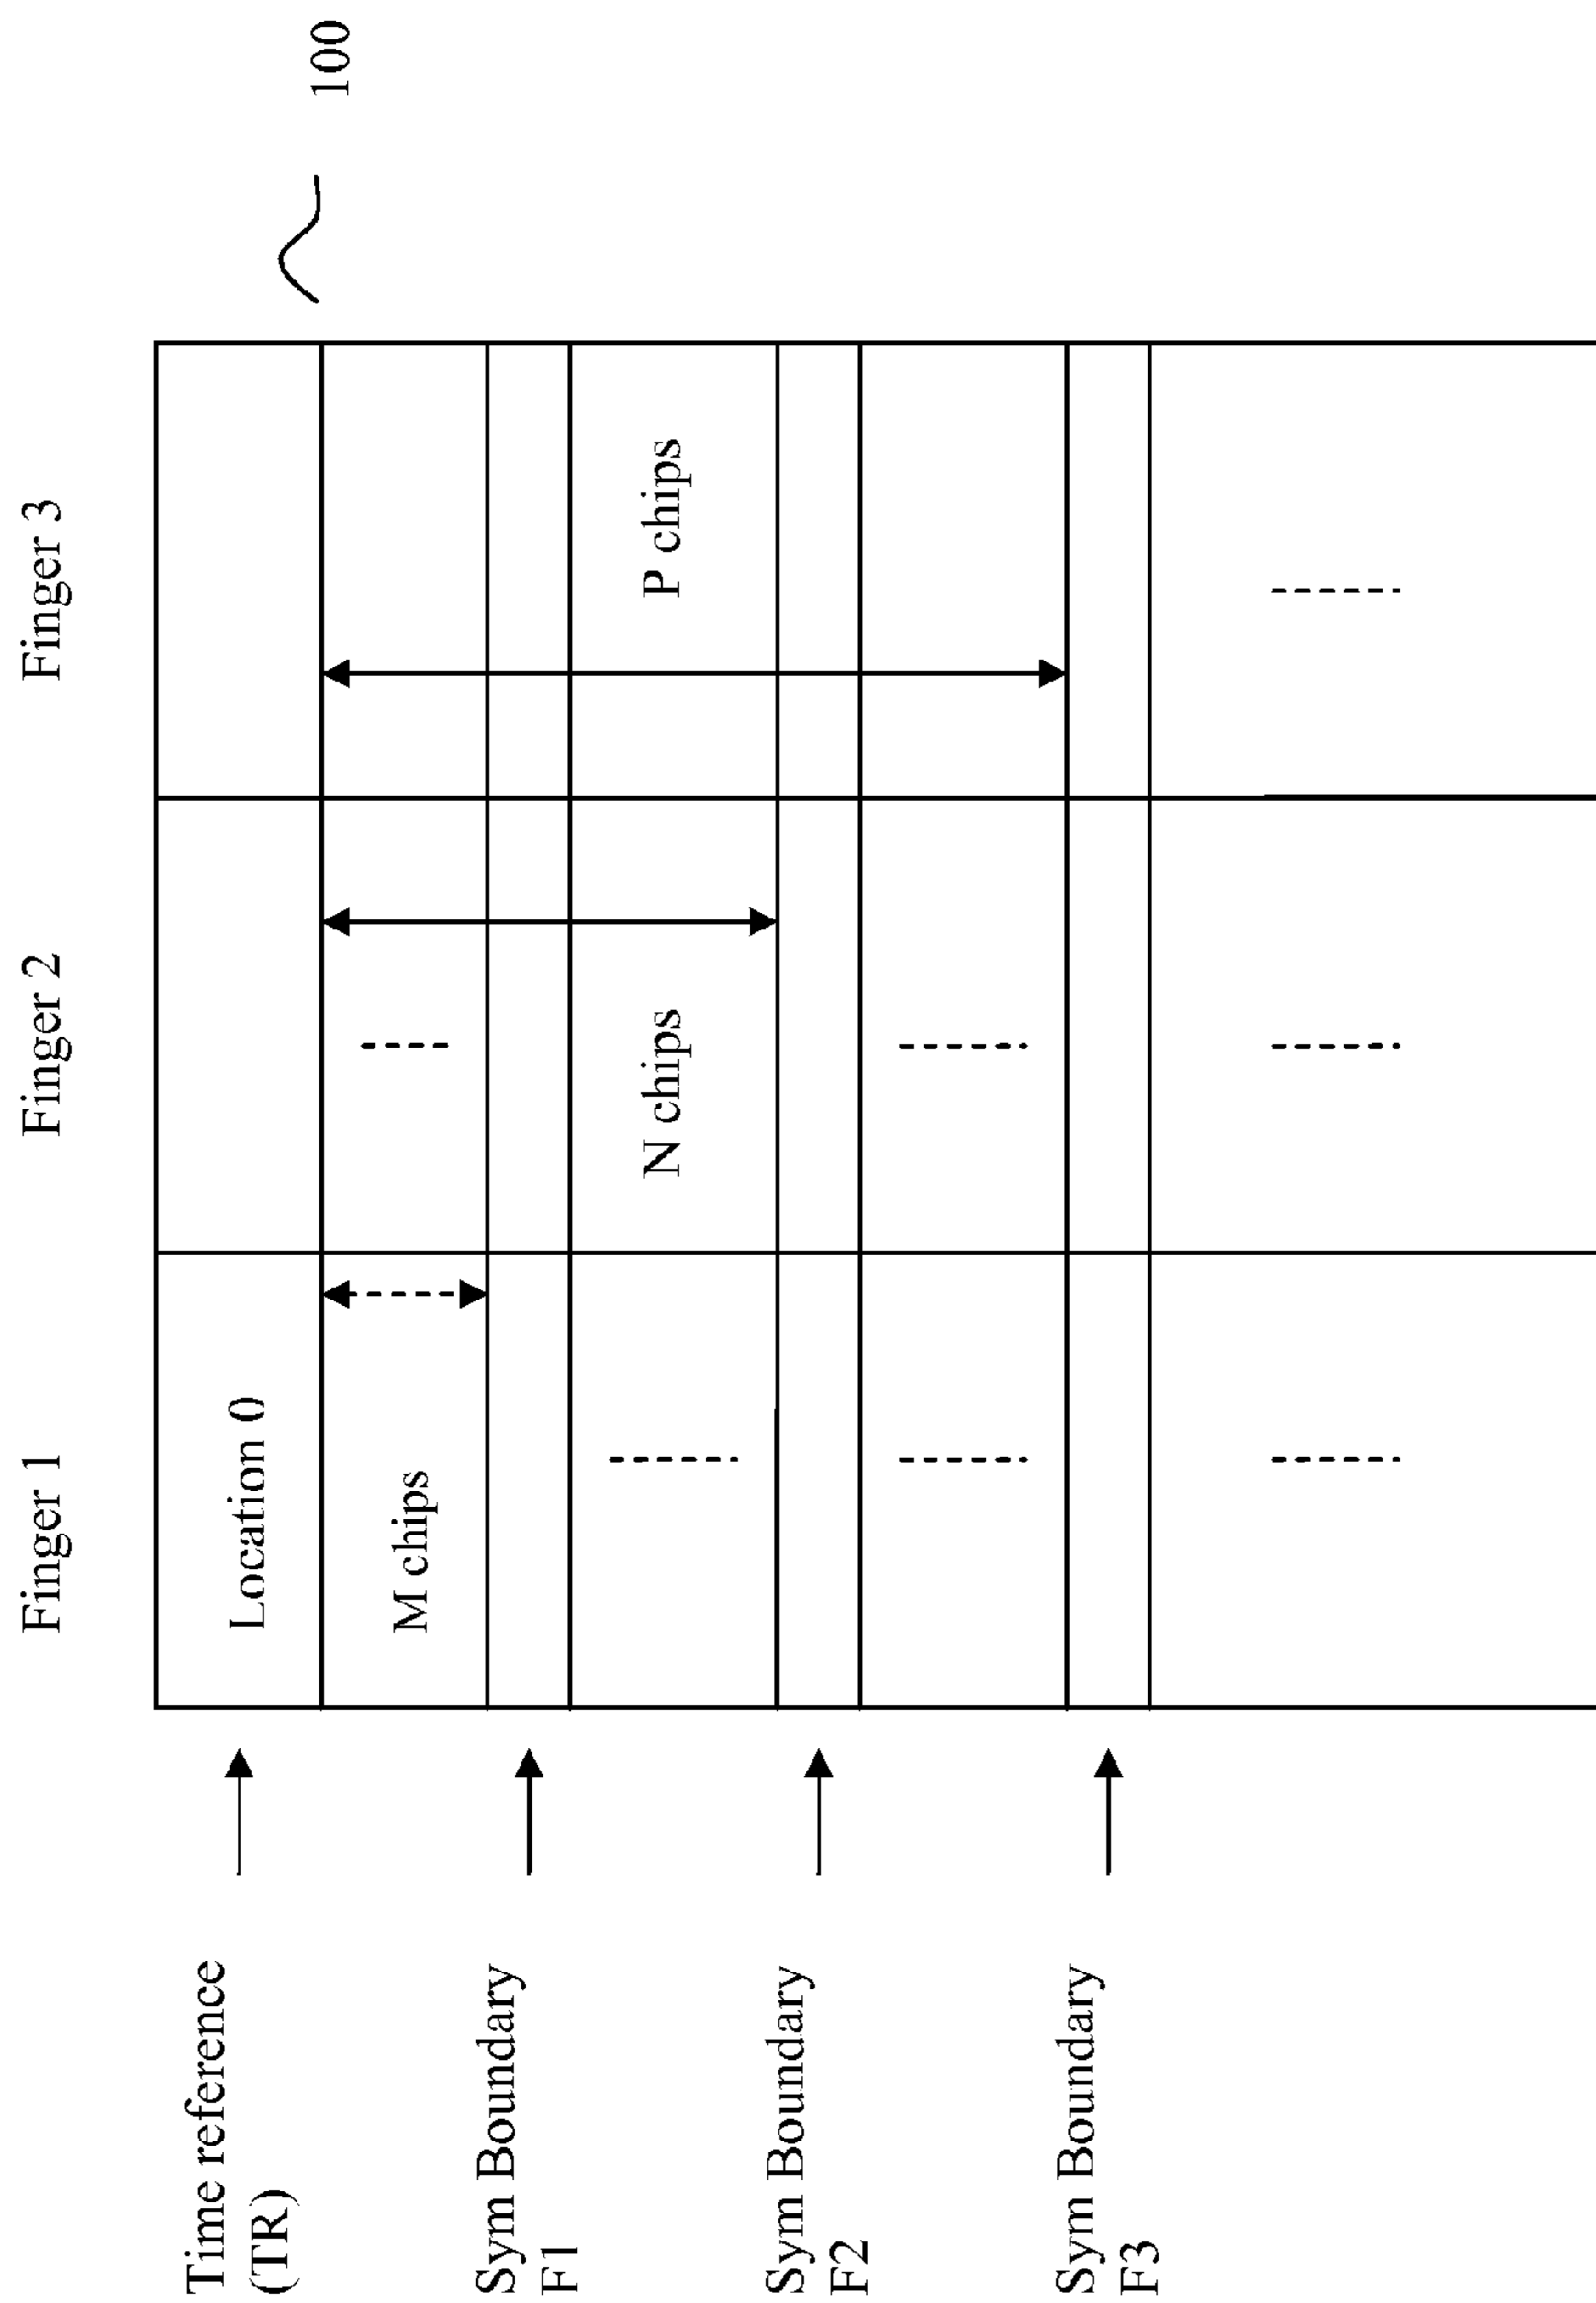 100
Finger 1
Finger 2
Finger 3
Time reference
(TR)
Location 0
M chips
Sym Boundary
F1
N chips
P chips
Sym Boundary
F2
Sym Boundary
F3